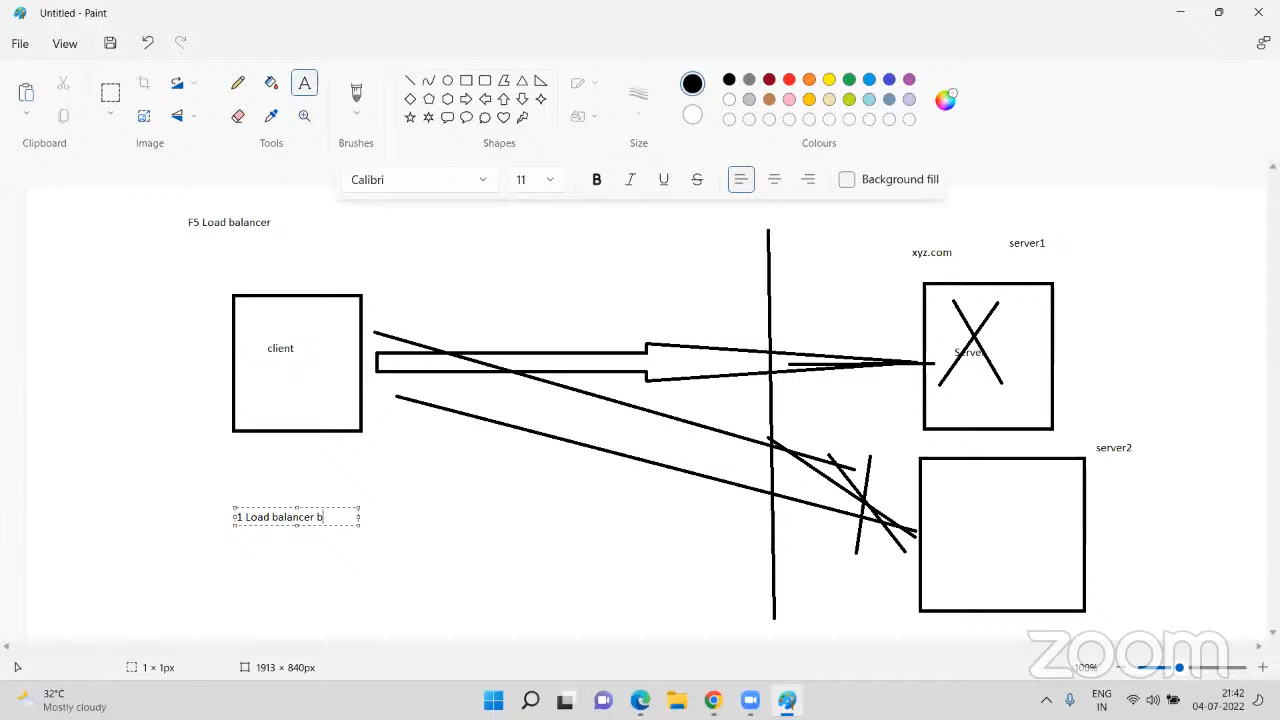 Untitled - Paint
File
View
Clipboard
Image
Tools
Brushes
Shapes
Size
Colours
Calibri
11
B
I
U
Background fill
F5 Load balancer
xyz.com
server1
client
Server
server2
1 Load balancer b
zoom
1 × 1px
1913 × 840px
100%
32°C
Mostly cloudy
ENG
IN
21:42
04-07-2022